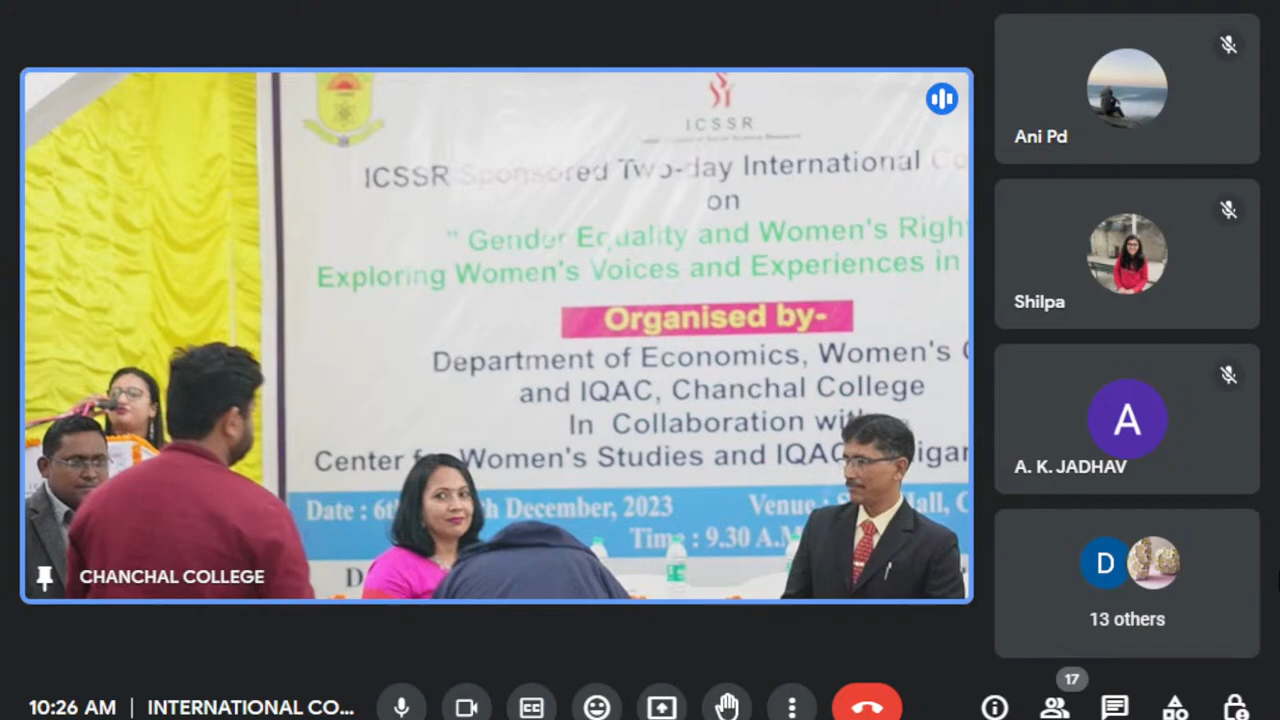 ICSSR
ICSSR Sponsored Two-day International Co
on
" Gender Equality and Women's Righ
Exploring Women's Voices and Experiences in
Organised by-
Department of Economics, Women's
and IQAC, Chanchal College
In Collaboration with
Center Women's Studies and IQAC
Date : 6th December, 2023 Venue :
Time : 9.30 A.M
CHANCHAL COLLEGE
Ani Pd
Shilpa
A
A. K. JADHAV
D
13 others
17
10:26 AM | INTERNATIONAL CO...